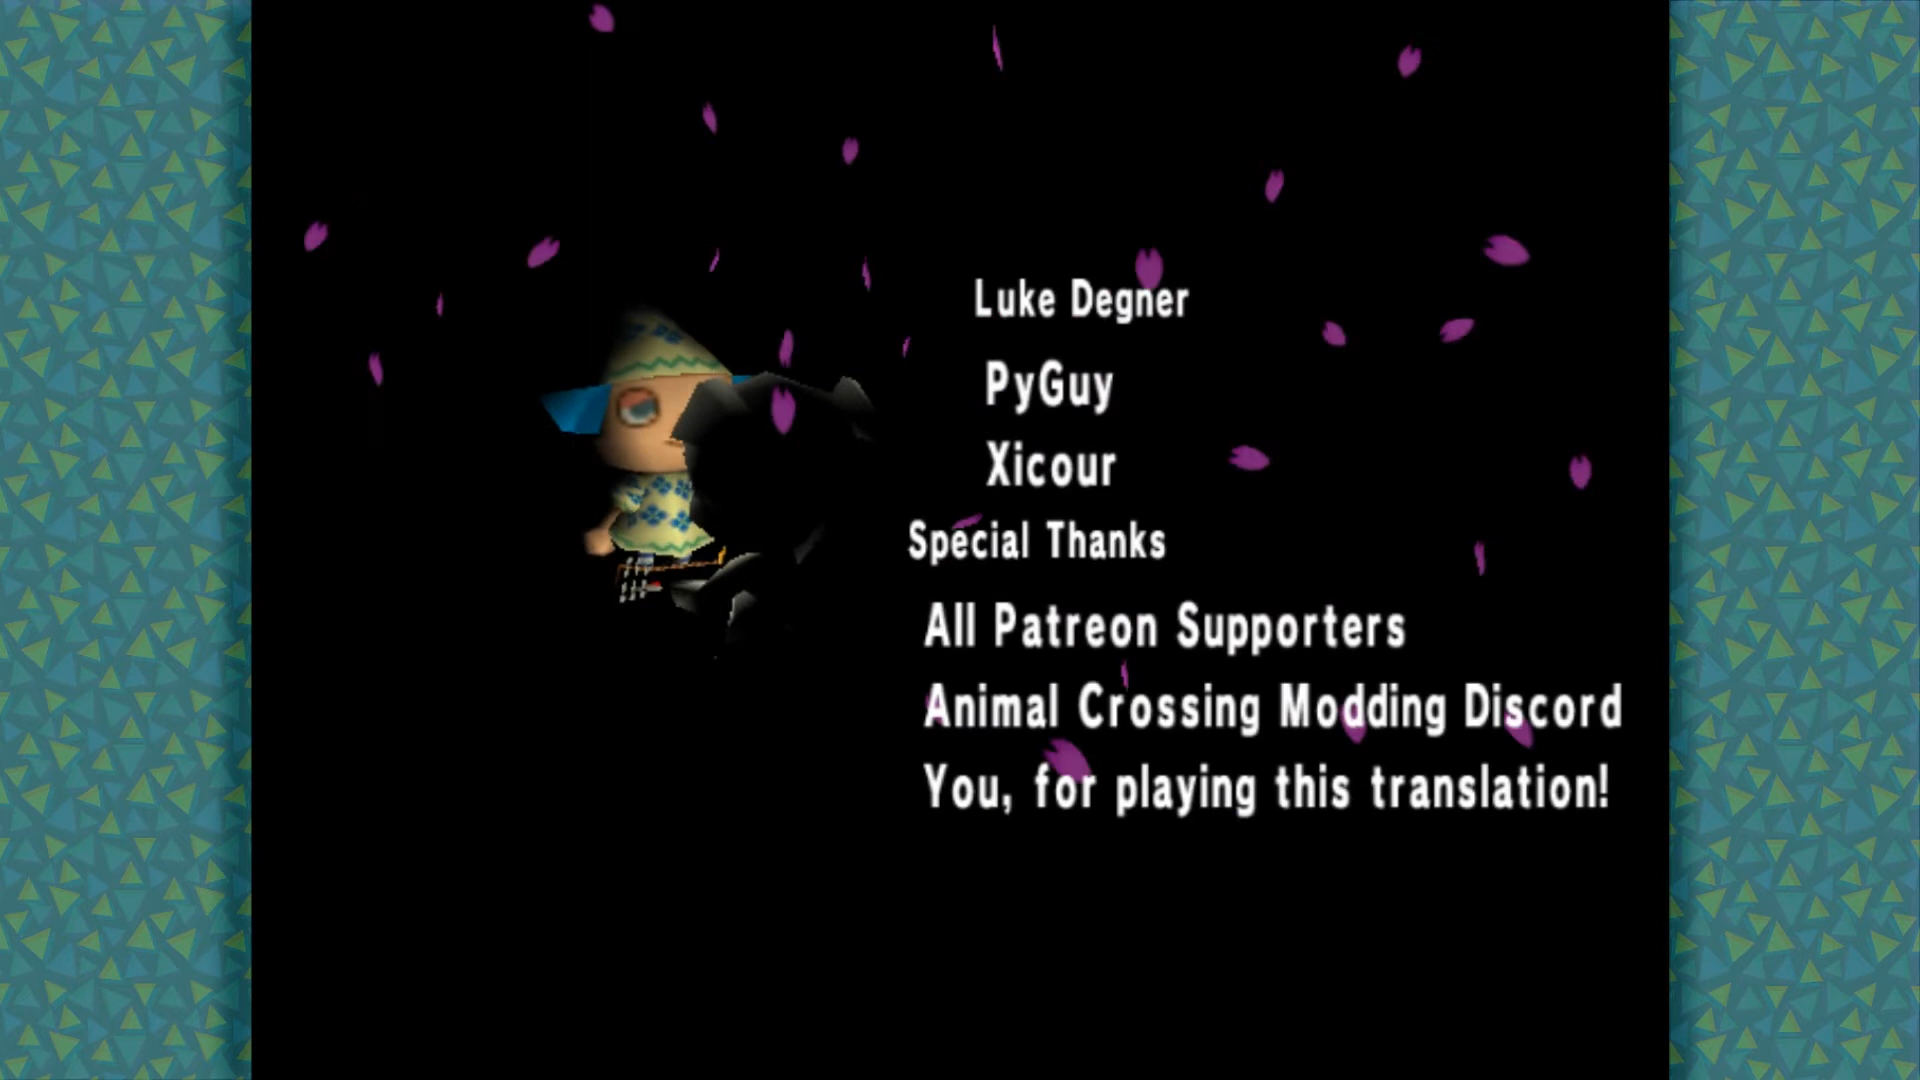 Luke Degner
PyGuy
Xicour
Special Thanks
All Patreon Supporters
Animal Crossing Modding Discord
You, for playing this translation!